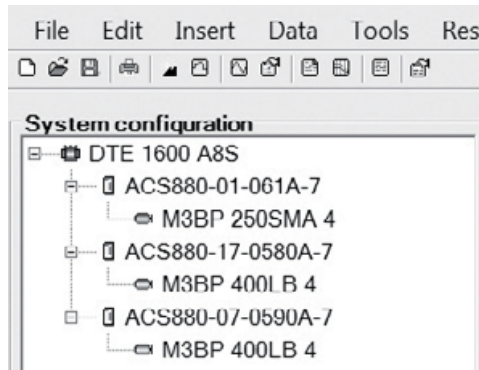 File Edit Insert Data Tools Res
System configuration
DTE 1600 A8S
ACS880-01-061A-7
M3BP 250SMA 4
ACS880-17-0580A-7
M3BP 400LB 4
ACS880-07-0590A-7
M3BP 400LB 4